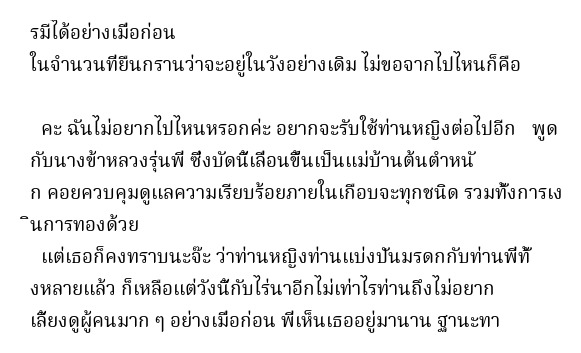 รมีได้อย่างเมื่อก่อน
ในจำนวนที่ยืนกรานว่าจะอยู่ในวังอย่างเดิม ไม่ขอจากไปไหนก็คือ
คะ ฉันไม่อยากไปไหนหรอกค่ะ อยากจะรับใช้ท่านหญิงต่อไปอีก   พูด
กับนางข้าหลวงรุ่นพี่ ซึ่งบัดนี้เลื่อนขึ้นเป็นแม่บ้านต้นตำหนั
ก คอยควบคุมดูแลความเรียบร้อยภายในเกือบจะทุกชนิด รวมทั้งการเง
ินการทองด้วย
แต่เธอก็คงทราบนะจ๊ะ ว่าท่านหญิงท่านแบ่งปันมรดกกับท่านพี่ทั้
งหลายแล้ว ก็เหลือแต่วังนี้กับไร่นาอีกไม่เท่าไรท่านถึงไม่อยาก
เลี้ยงดูผู้คนมาก ๆ อย่างเมื่อก่อน พี่เห็นเธออยู่มานาน ฐานะทา